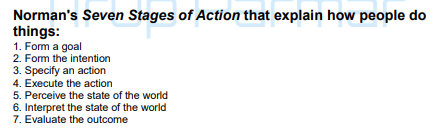 Norman's Seven Stages of Action that explain how people do
things:
1. Form a goal
2. Form the intention
3. Specify an action
4. Execute the action
5. Perceive the state of the world
6. Interpret the state of the world
7. Evaluate the outcome